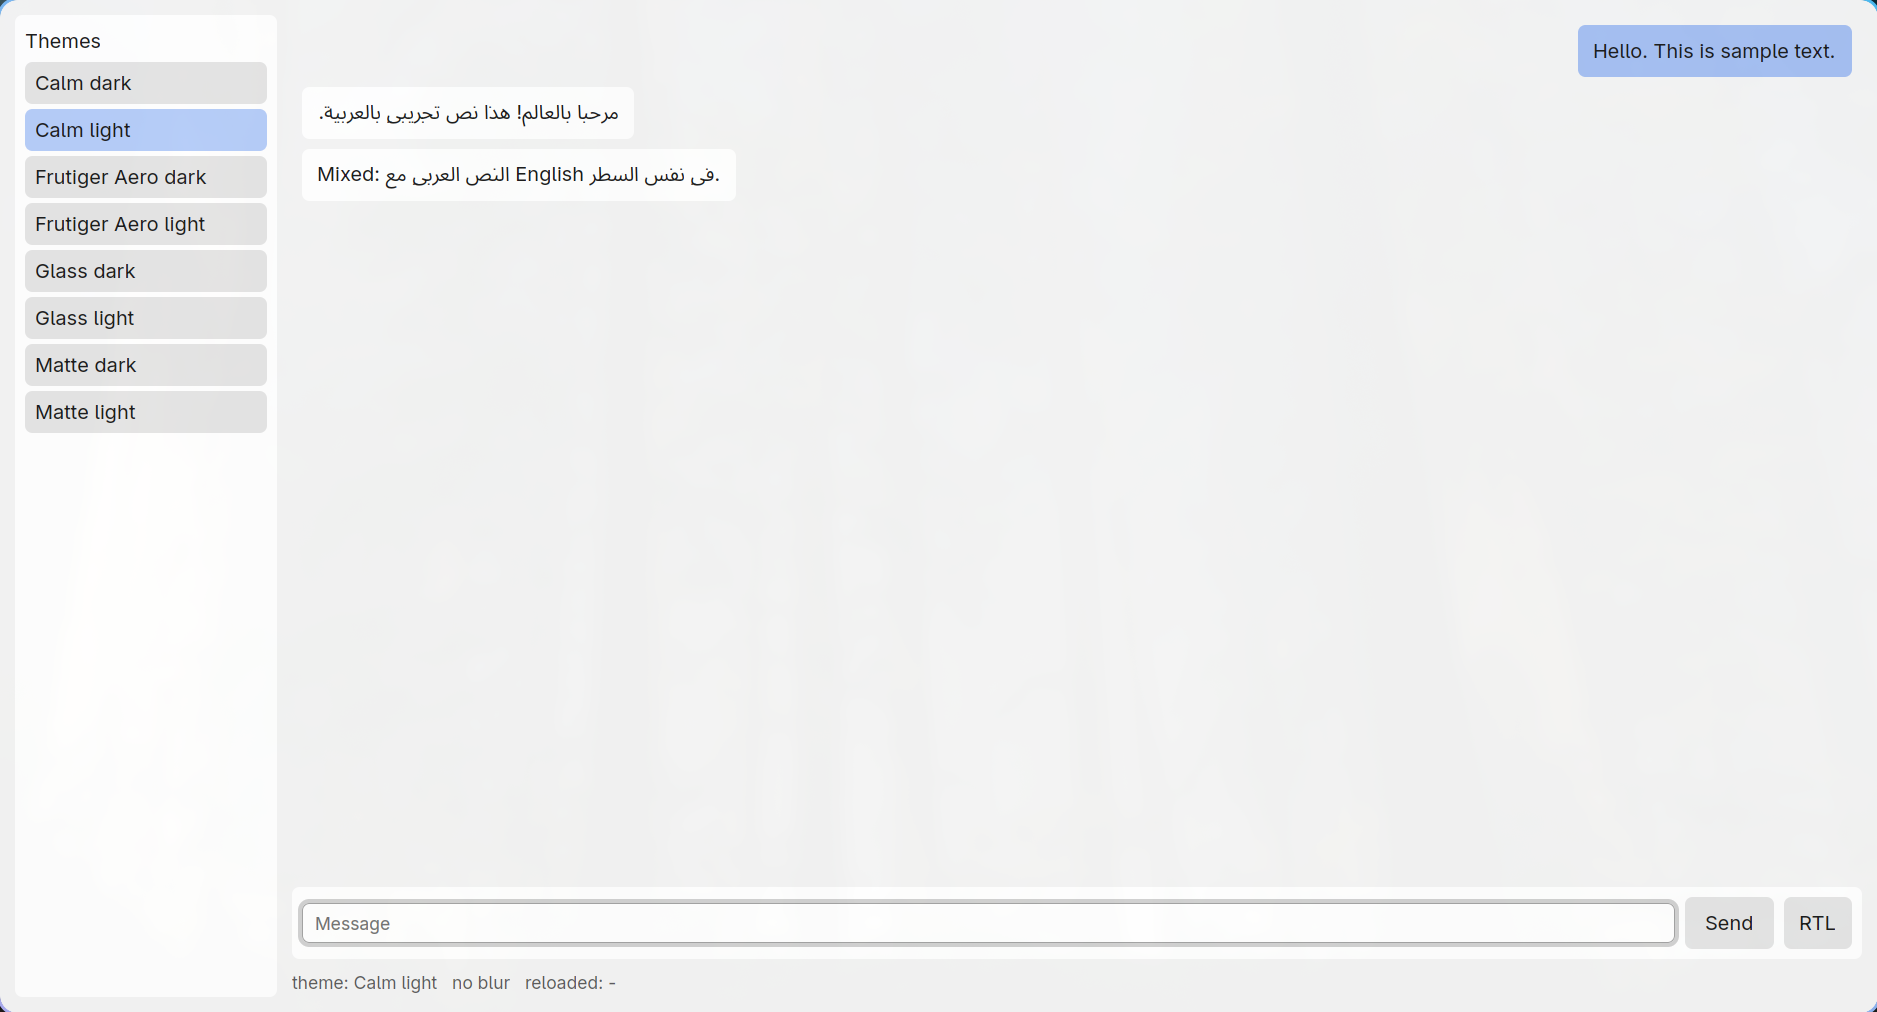 Themes
Calm dark
Calm light
Frutiger Aero dark
Frutiger Aero light
Glass dark
Glass light
Matte dark
Matte light
Hello. This is sample text.
مرحبا بالعالم! هذا نص تجريبي بالعربية.
Mixed: النص العربي مع English في نفس السطر.
Message
Send
RTL
theme: Calm light no blur reloaded: -